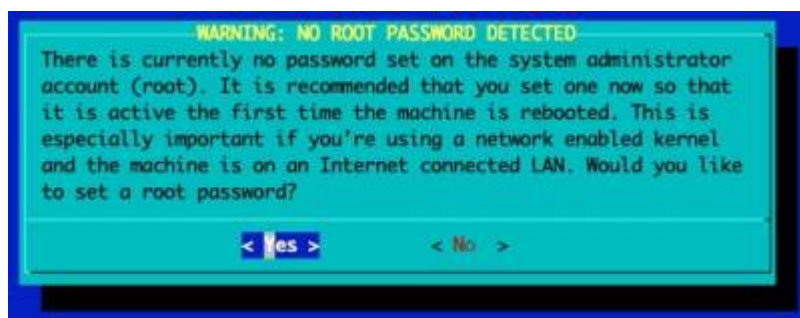 WARNING: NO ROOT PASSWORD DETECTED
There is currently no password set on the system administrator
account (root). It is recommended that you set one now so that
it is active the first time the machine is rebooted. This is
especially important if you're using a network enabled kernel
and the machine is on an Internet connected LAN. Would you like
to set a root password?
< Yes > < No >